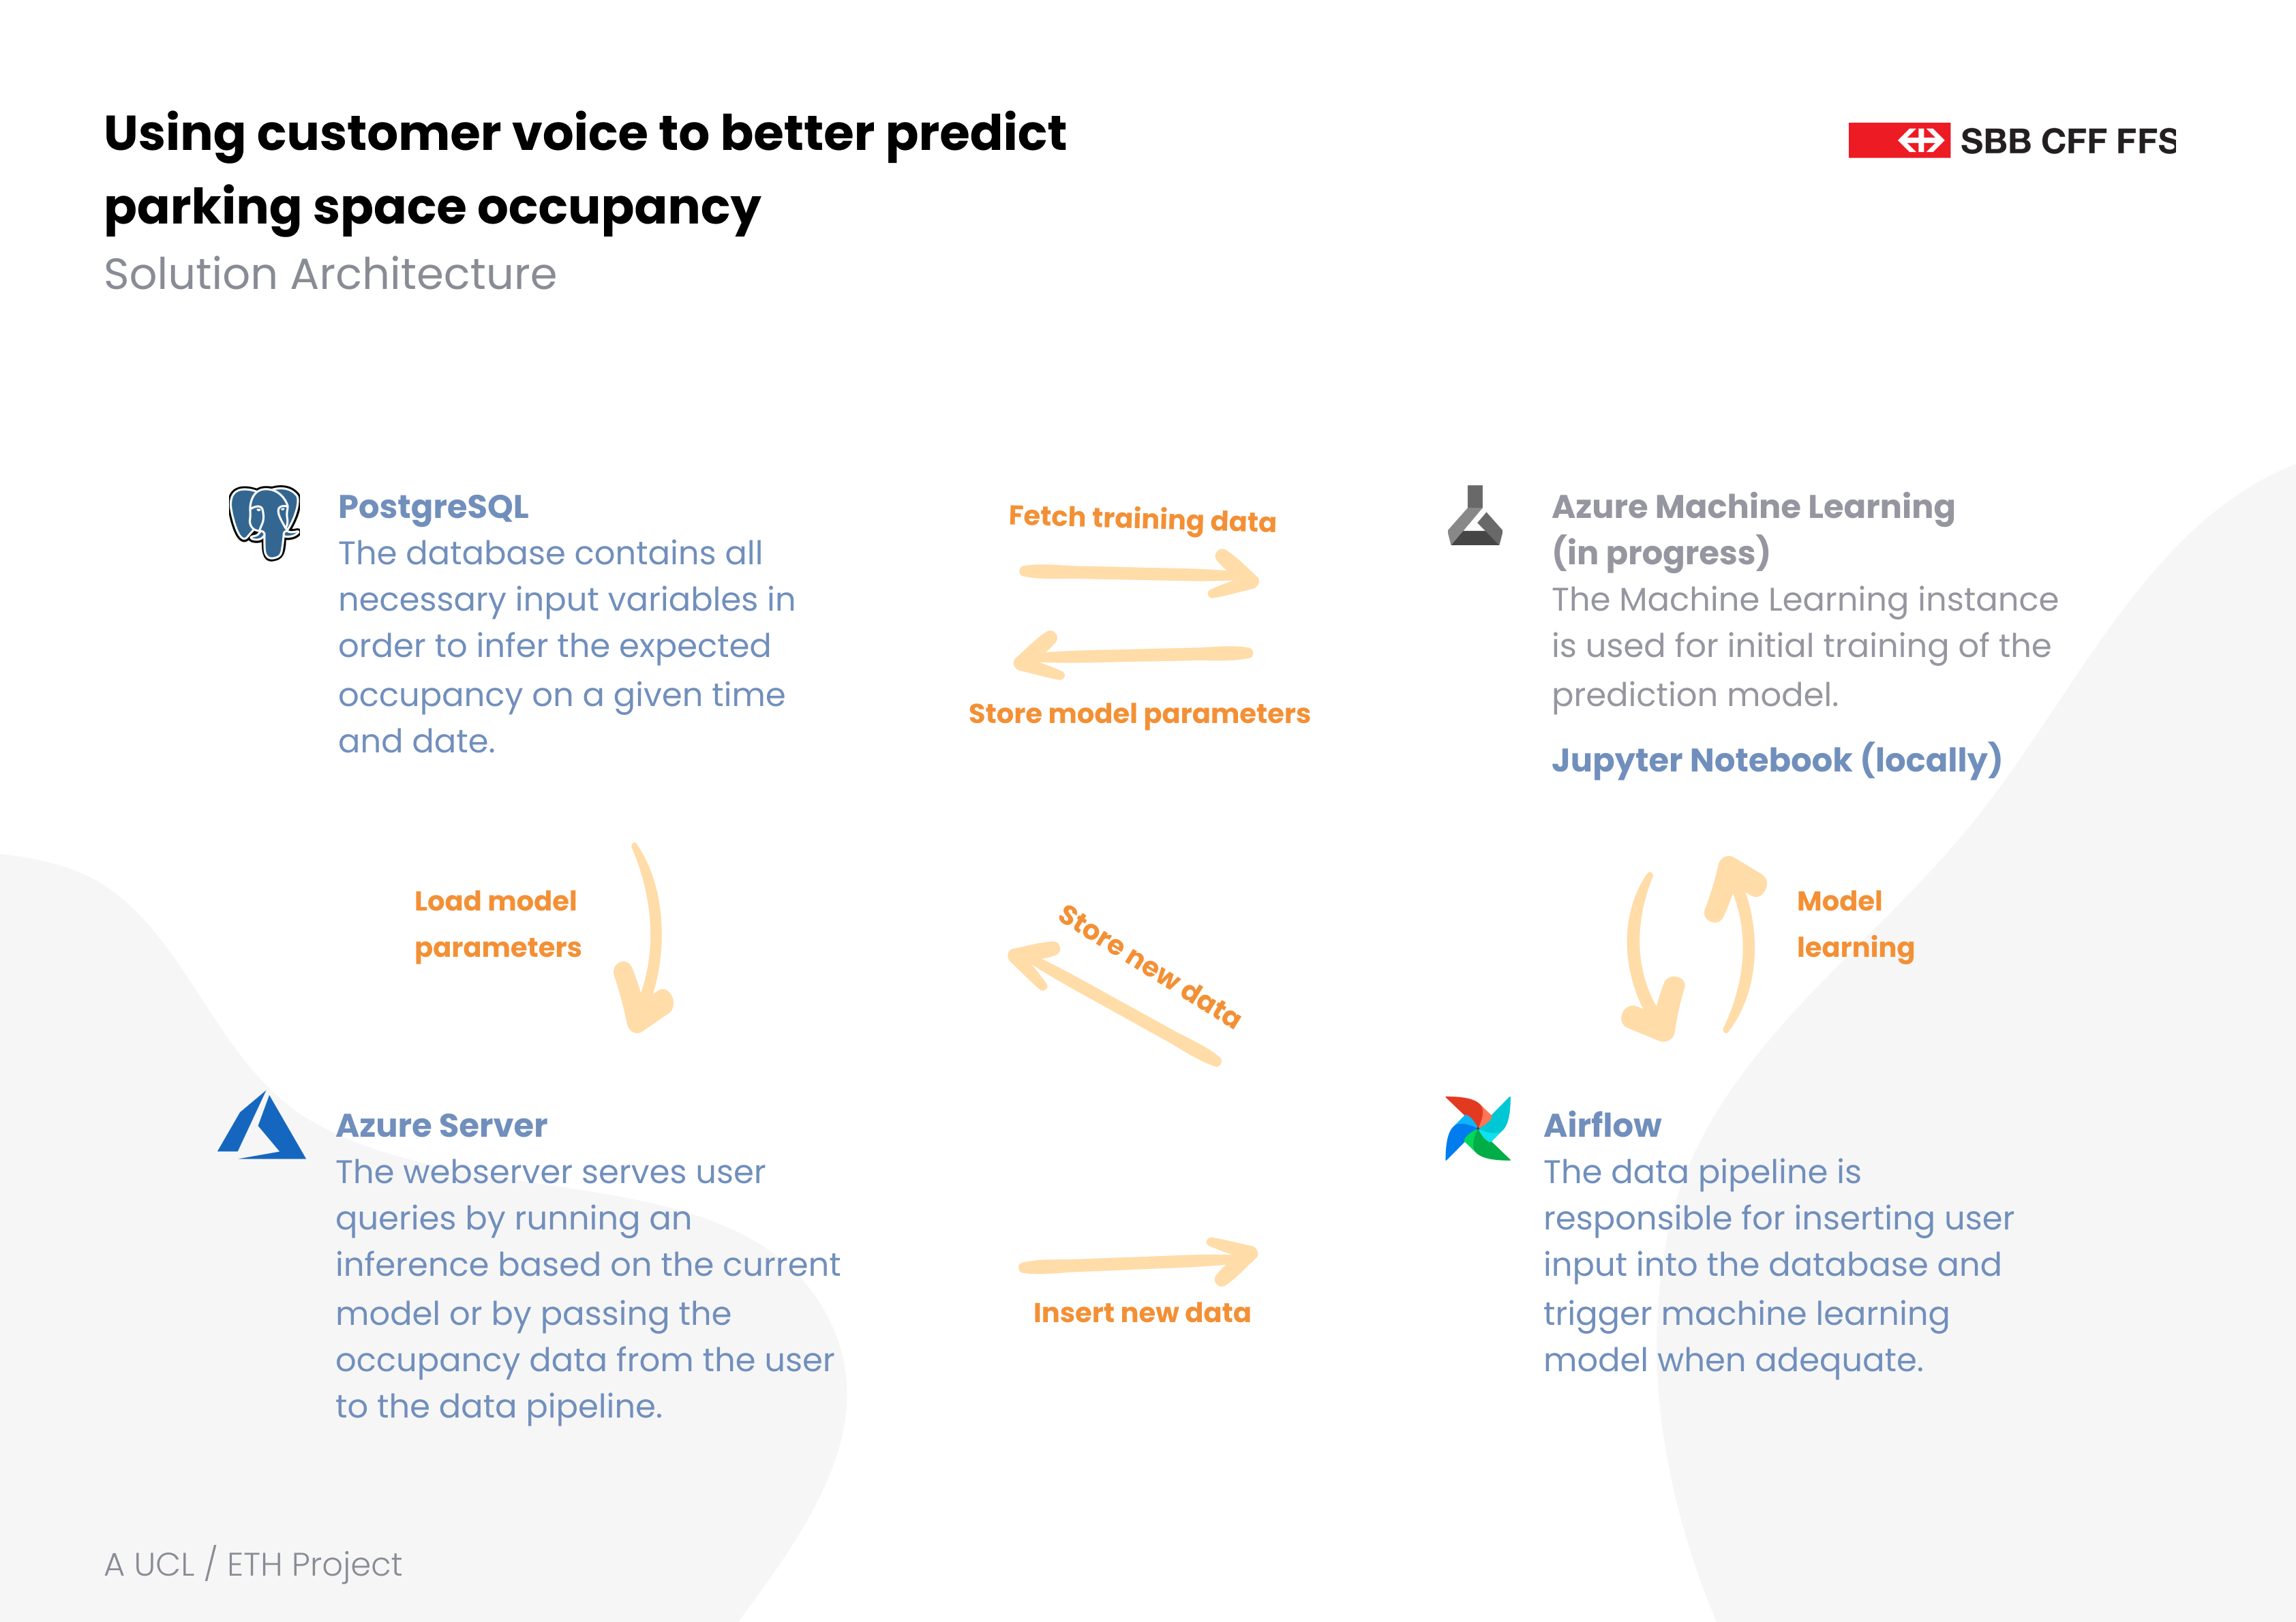 Using customer voice to better predict
parking space occupancy
Solution Architecture
SBB CFF FFS
PostgreSQL
The database contains all
necessary input variables in
order to infer the expected
occupancy on a given time
and date.
Fetch training data
Store model parameters
Azure Machine Learning
(in progress)
The Machine Learning instance
is used for initial training of the
prediction model.
Jupyter Notebook (locally)
Load model
parameters
Store new data
Model
learning
Azure Server
The webserver serves user
queries by running an
inference based on the current
model or by passing the
occupancy data from the user
to the data pipeline.
Insert new data
Airflow
The data pipeline is
responsible for inserting user
input into the database and
trigger machine learning
model when adequate.
A UCL / ETH Project